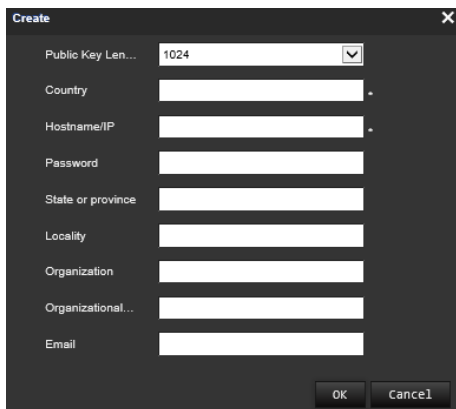 Create
Public Key Len... 1024
Country *
Hostname/IP *
Password
State or province
Locality
Organization
Organizational...
Email
OK Cancel